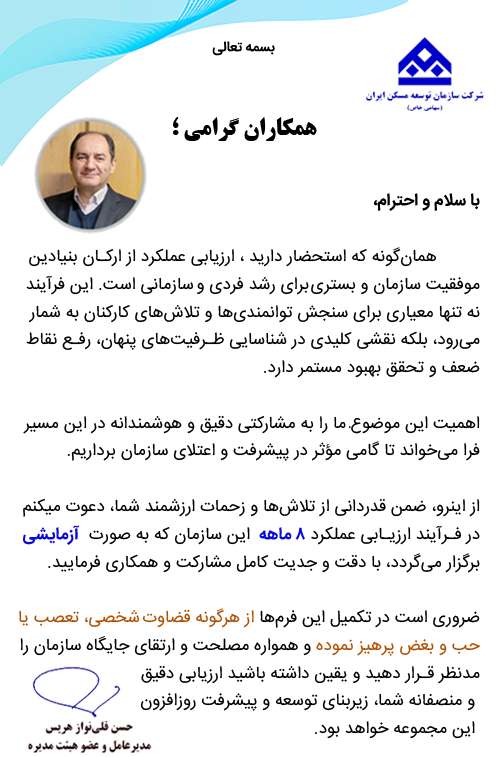 بسمه تعالی
شرکت سازمان توسعه مسکن ایران
(سهامی خاص)
همکاران گرامی ؛
با سلام و احترام،
همان‌گونه که استحضار دارید ، ارزیابی عملکرد از ارکـان بنیادین
موفقیت سازمان و بستری‌برای رشد فردی و سازمانی است. این فرآیند
نه تنها معیاری برای سنجش توانمندی‌ها و تلاش‌های کارکنان به شمار
می‌رود، بلکه نقشی کلیدی در شناسایی ظـرفیت‌های پنهان، رفـع نقاط
ضعف و تحقق بهبود مستمر دارد.
اهمیت این موضوع.ما را به مشارکتی دقیق و هوشمندانه در این مسیر
فرا می‌خواند تا گامی مؤثر در پیشرفت و اعتلای سازمان برداریم.
از اینرو، ضمن قدردانی از تلاش‌ها و زحمات ارزشمند شما، دعوت میکنم
در فـرآیند ارزیـابی عملکرد ۸ ماهه این سازمان که به صورت آزمایشی
برگزار می‌گردد، با دقت و جدیت کامل مشارکت و همکاری فرمایید.
ضروری است در تکمیل این فرم‌ها از هرگونه قضاوت شخصی، تعصب یا
حب و بغض پرهیز نموده و همواره مصلحت و ارتقای جایگاه سازمان را
مدنظر قـرار دهید و یقین داشته باشید ارزیابی دقیق
و منصفانه شما، زیربنای توسعه و پیشرفت روزافزون
این مجموعه خواهد بود.
حسن قلی‌نواز هریس
مدیرعامل و عضو هیئت مدیره